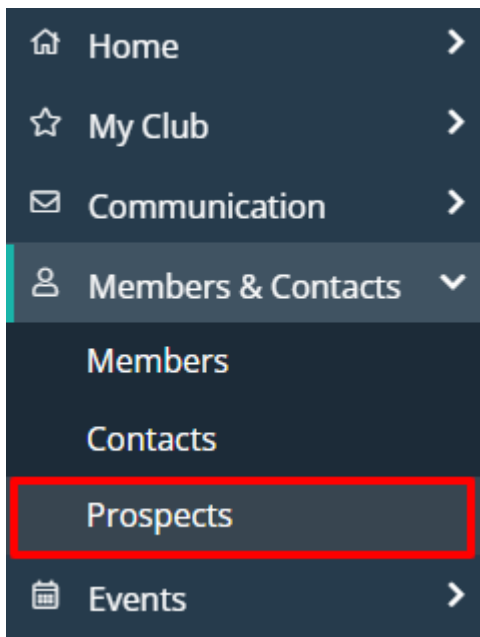 Home
My Club
Communication
Members & Contacts
Members
Contacts
Prospects
Events